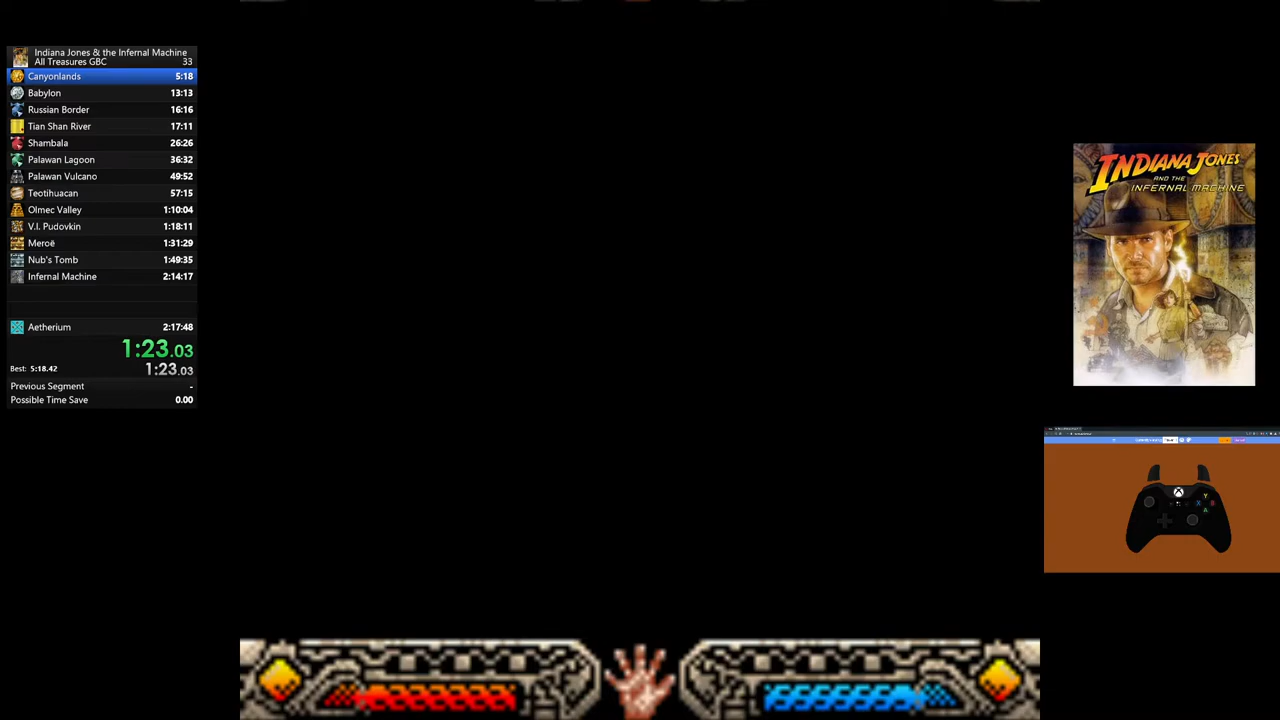 Indiana Jones & the Infernal Machine
All Treasures GBC 33
Canyonlands 5:18
Babylon 13:13
Russian Border 16:16
Tian Shan River 17:11
Shambala 26:26
Palawan Lagoon 36:32
Palawan Vulcano 49:52
Teotihuacan 57:15
Olmec Valley 1:10:04
V.I. Pudovkin 1:18:11
Meroë 1:31:29
Nub's Tomb 1:49:35
Infernal Machine 2:14:17
Aetherium 2:17:48
1:23.03
Best: 5:18.42 1:23.03
Previous Segment -
Possible Time Save 0.00
INDIANA JONES
AND THE
INFERNAL MACHINE
Y
X B
A